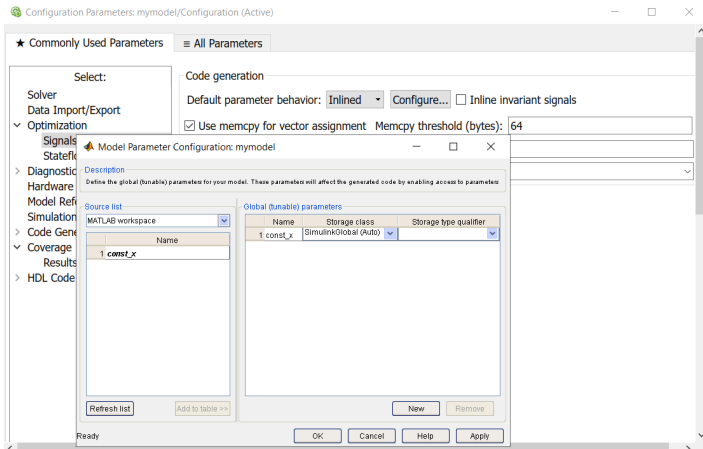 Configuration Parameters: mymodel/Configuration (Active)
★ Commonly Used Parameters
≡ All Parameters
Select:
Solver
Data Import/Export
Optimization
Signals
Stateflo
Diagnostic
Hardware
Model Ref
Simulation
Code Gene
Coverage
Results
HDL Code
Code generation
Default parameter behavior: Inlined Configure... Inline invariant signals
Use memcpy for vector assignment Memcpy threshold (bytes): 64
Model Parameter Configuration: mymodel
Description
Define the global (tunable) parameters for your model. These parameters will affect the generated code by enabling access to parameters
Source list
MATLAB workspace
Name
1 const_x
Refresh list
Add to table >>
Global (tunable) parameters
Name Storage class Storage type qualifier
1 const_x SimulinkGlobal (Auto)
New Remove
Ready
OK Cancel Help Apply